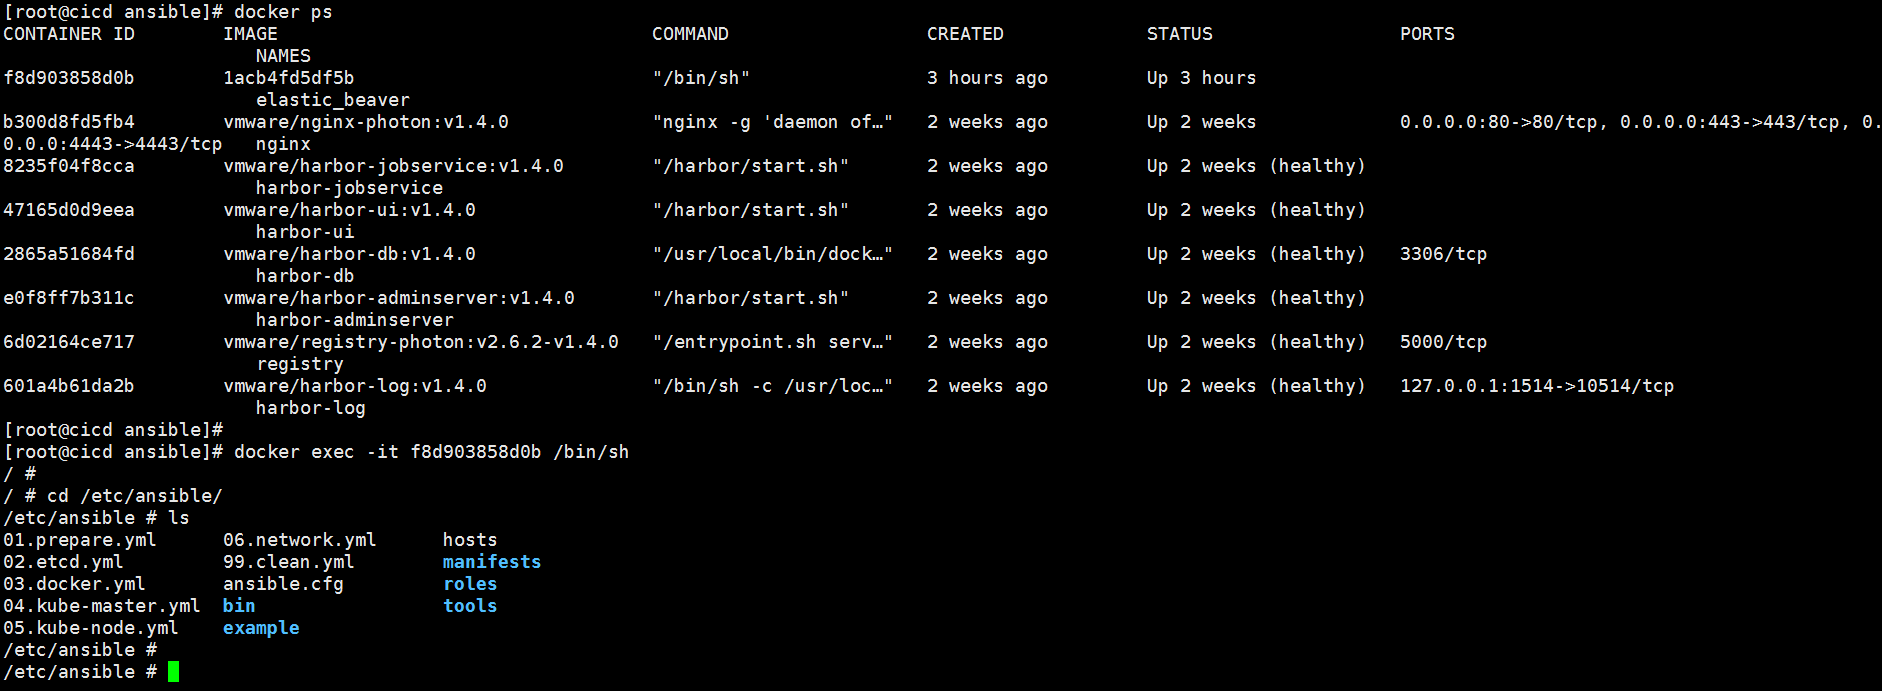 [root@cicd ansible]# docker ps
CONTAINER ID        IMAGE                                  COMMAND                  CREATED             STATUS                 PORTS
                       NAMES
f8d903858d0b        1acb4fd5df5b                           "/bin/sh"                3 hours ago         Up 3 hours
                       elastic_beaver
b300d8fd5fb4        vmware/nginx-photon:v1.4.0             "nginx -g 'daemon of…"   2 weeks ago         Up 2 weeks             0.0.0.0:80->80/tcp, 0.0.0.0:443->443/tcp, 0.
0.0.0:4443->4443/tcp   nginx
8235f04f8cca        vmware/harbor-jobservice:v1.4.0        "/harbor/start.sh"       2 weeks ago         Up 2 weeks (healthy)
                       harbor-jobservice
47165d0d9eea        vmware/harbor-ui:v1.4.0                "/harbor/start.sh"       2 weeks ago         Up 2 weeks (healthy)
                       harbor-ui
2865a51684fd        vmware/harbor-db:v1.4.0                "/usr/local/bin/dock…"   2 weeks ago         Up 2 weeks (healthy)   3306/tcp
                       harbor-db
e0f8ff7b311c        vmware/harbor-adminserver:v1.4.0       "/harbor/start.sh"       2 weeks ago         Up 2 weeks (healthy)
                       harbor-adminserver
6d02164ce717        vmware/registry-photon:v2.6.2-v1.4.0   "/entrypoint.sh serv…"   2 weeks ago         Up 2 weeks (healthy)   5000/tcp
                       registry
601a4b61da2b        vmware/harbor-log:v1.4.0               "/bin/sh -c /usr/loc…"   2 weeks ago         Up 2 weeks (healthy)   127.0.0.1:1514->10514/tcp
                       harbor-log
[root@cicd ansible]#
[root@cicd ansible]# docker exec -it f8d903858d0b /bin/sh
/ #
/ # cd /etc/ansible/
/etc/ansible # ls
01.prepare.yml      06.network.yml      hosts
02.etcd.yml         99.clean.yml        manifests
03.docker.yml       ansible.cfg         roles
04.kube-master.yml  bin                 tools
05.kube-node.yml    example
/etc/ansible #
/etc/ansible #